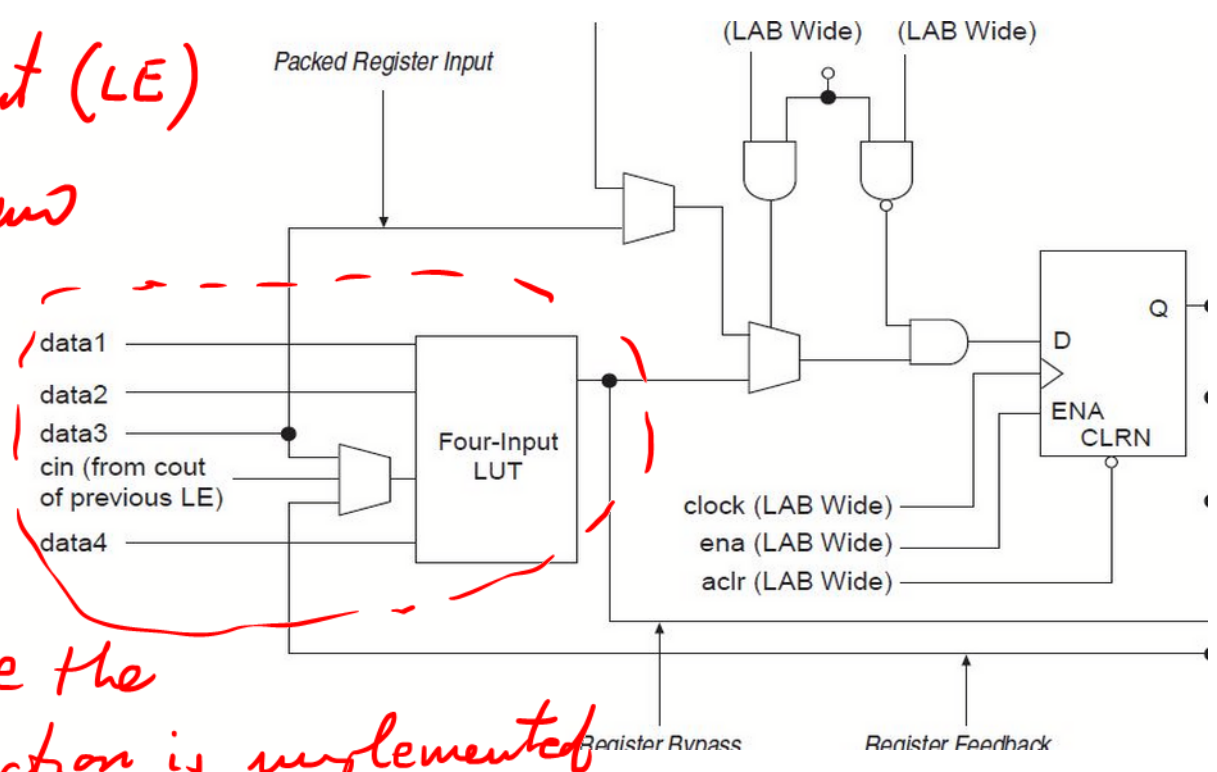 (LAB Wide) (LAB Wide)
(LE)
Packed Register Input
data1
data2
data3
cin (from cout
of previous LE)
data4
Four-Input
LUT
D
Q
ENA
CLRN
clock (LAB Wide)
ena (LAB Wide)
aclr (LAB Wide)
the
is implemented
Register Bypass
Register Feedback